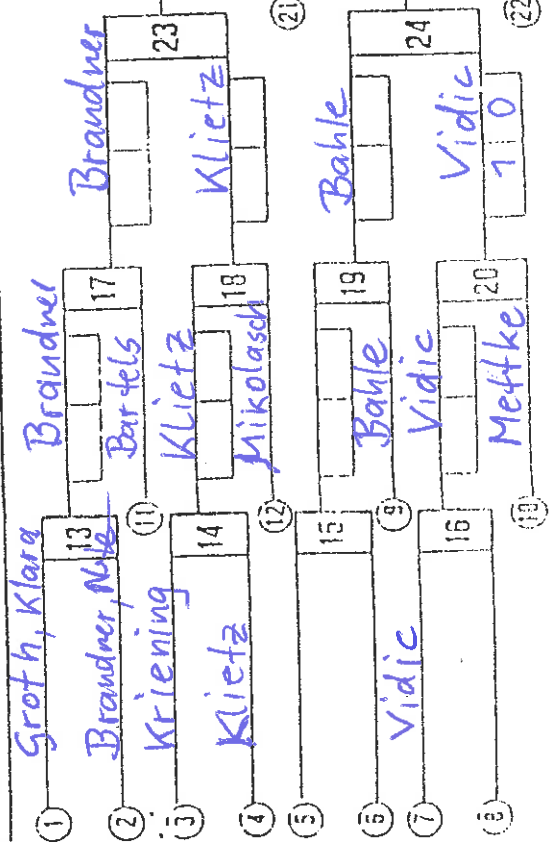 ① Groth, Klara
13
② Brandner,
③ Kriening
14
④ Klietz
⑤
15
⑥
⑦ Vidic
16
⑧
Brandner
17
⑪ Bartels
Klietz
18
⑫ Mikolasch
19
⑨ Bahle
Vidic
20
⑩ Mettke
Brandner
23
Klietz
Bahle
24
Vidic
1 0
㉑
㉒